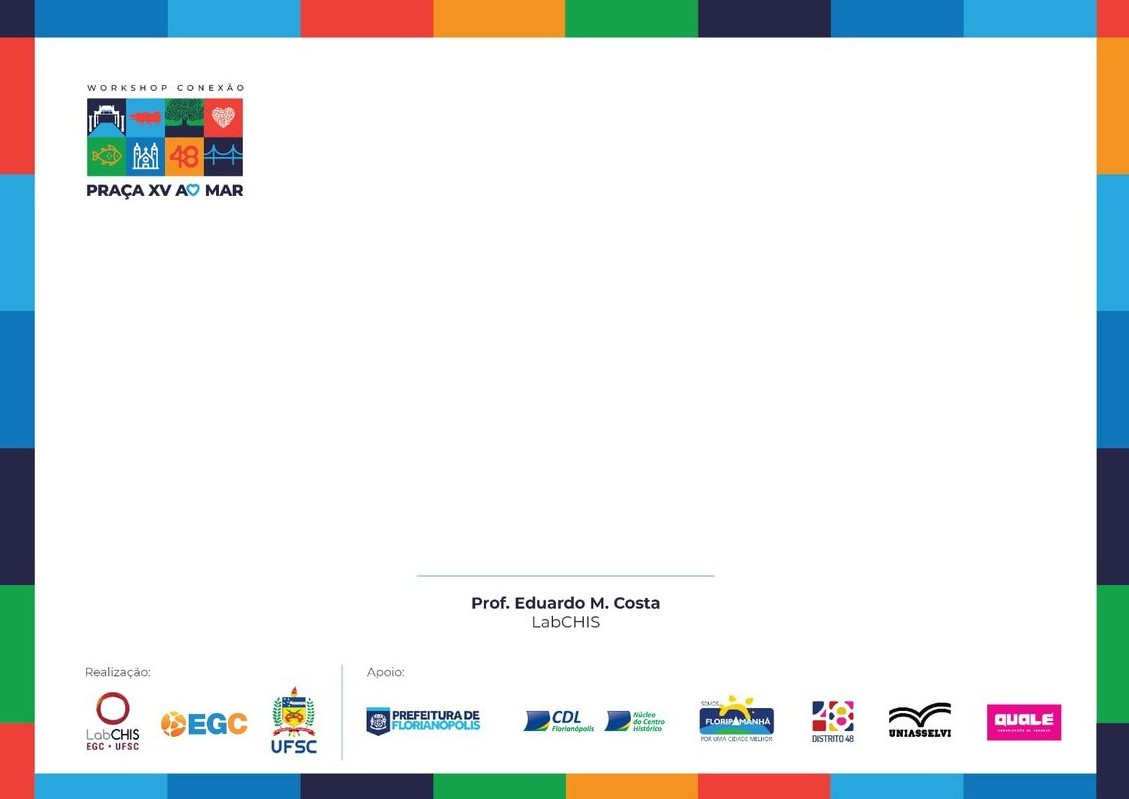 WORKSHOP CONEXÃO
48
PRAÇA XV AO MAR
Prof. Eduardo M. Costa
LabCHIS
Realização:
LabCHIS
EGC • UFSC
EGC
UFSC
Apoio:
PREFEITURA DE
FLORIANÓPOLIS
CDL
Florianópolis
Núcleo
do Centro
Histórico
SOMOS
FLORIPAMANHÃ
POR UMA CIDADE MELHOR
DISTRITO 48
UNIASSELVI
QUALÉ